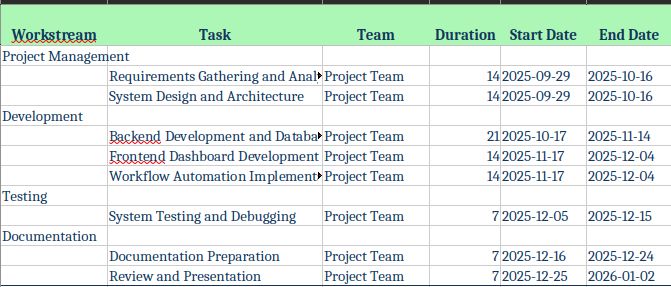 Workstream Task Team Duration Start Date End Date
Project Management
Requirements Gathering and Anal Project Team 14 2025-09-29 2025-10-16
System Design and Architecture Project Team 14 2025-09-29 2025-10-16
Development
Backend Development and Databa Project Team 21 2025-10-17 2025-11-14
Frontend Dashboard Development Project Team 14 2025-11-17 2025-12-04
Workflow Automation Implement Project Team 14 2025-11-17 2025-12-04
Testing
System Testing and Debugging Project Team 7 2025-12-05 2025-12-15
Documentation
Documentation Preparation Project Team 7 2025-12-16 2025-12-24
Review and Presentation Project Team 7 2025-12-25 2026-01-02